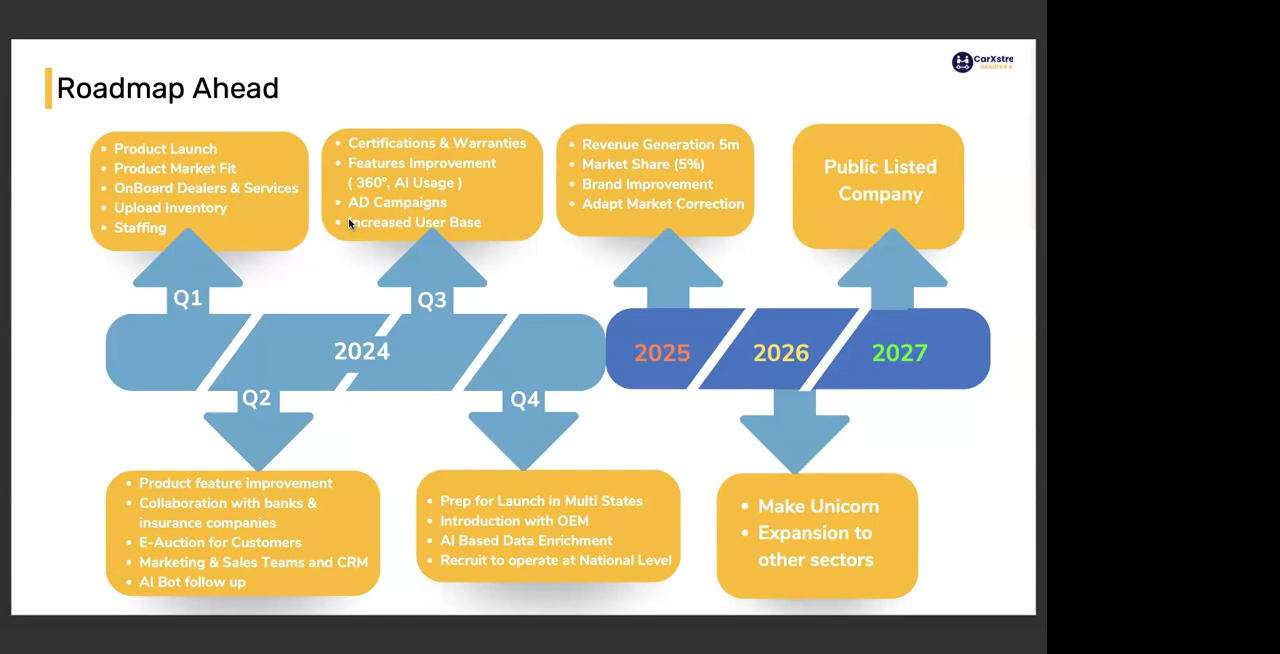 CarXstre
Roadmap Ahead
• Product Launch
• Product Market Fit
• OnBoard Dealers & Services
• Upload Inventory
• Staffing
• Certifications & Warranties
• Features Improvement
( 360°, AI Usage )
• AD Campaigns
• Increased User Base
• Revenue Generation 5m
• Market Share (5%)
• Brand Improvement
• Adapt Market Correction
Public Listed
Company
Q1
Q3
2024
2025
2026
2027
Q2
Q4
• Product feature improvement
• Collaboration with banks &
insurance companies
• E-Auction for Customers
• Marketing & Sales Teams and CRM
• AI Bot follow up
• Prep for Launch in Multi States
• Introduction with OEM
• AI Based Data Enrichment
• Recruit to operate at National Level
• Make Unicorn
• Expansion to
other sectors